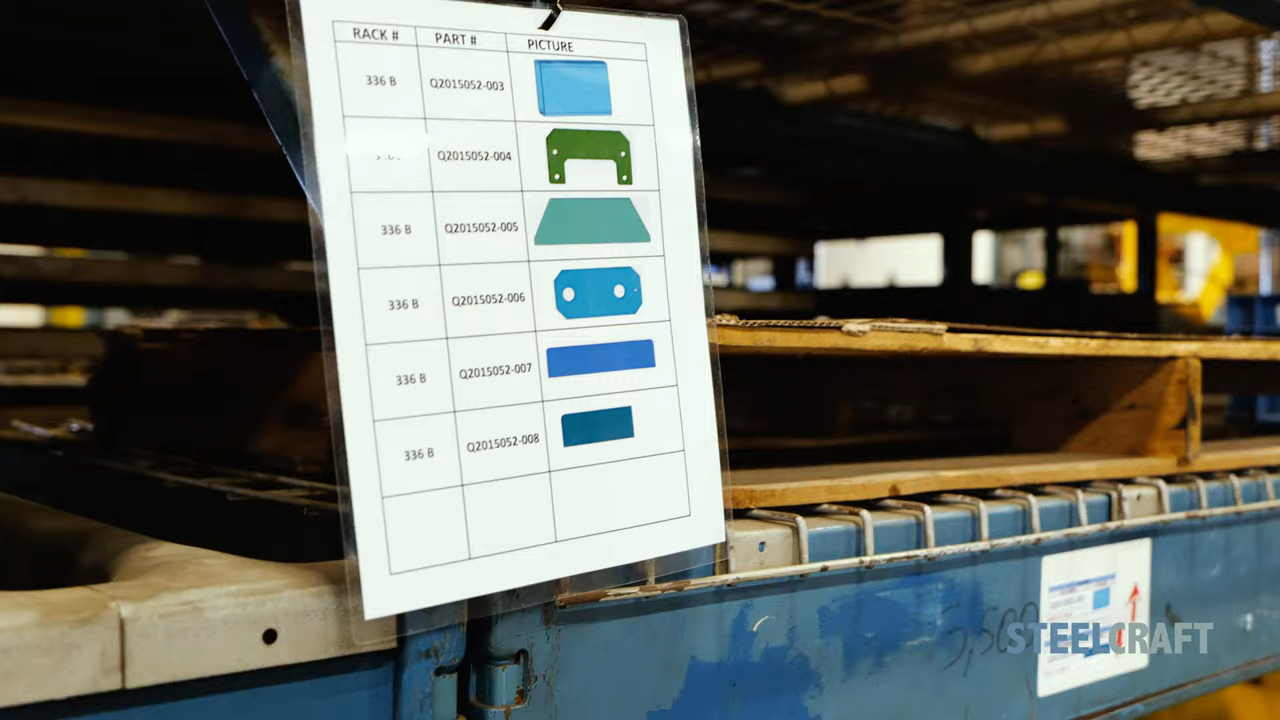 RACK # PART # PICTURE
336 B Q2015052-003
Q2015052-004
336 B Q2015052-005
336 B Q2015052-006
336 B Q2015052-007
336 B Q2015052-008
STEELCRAFT